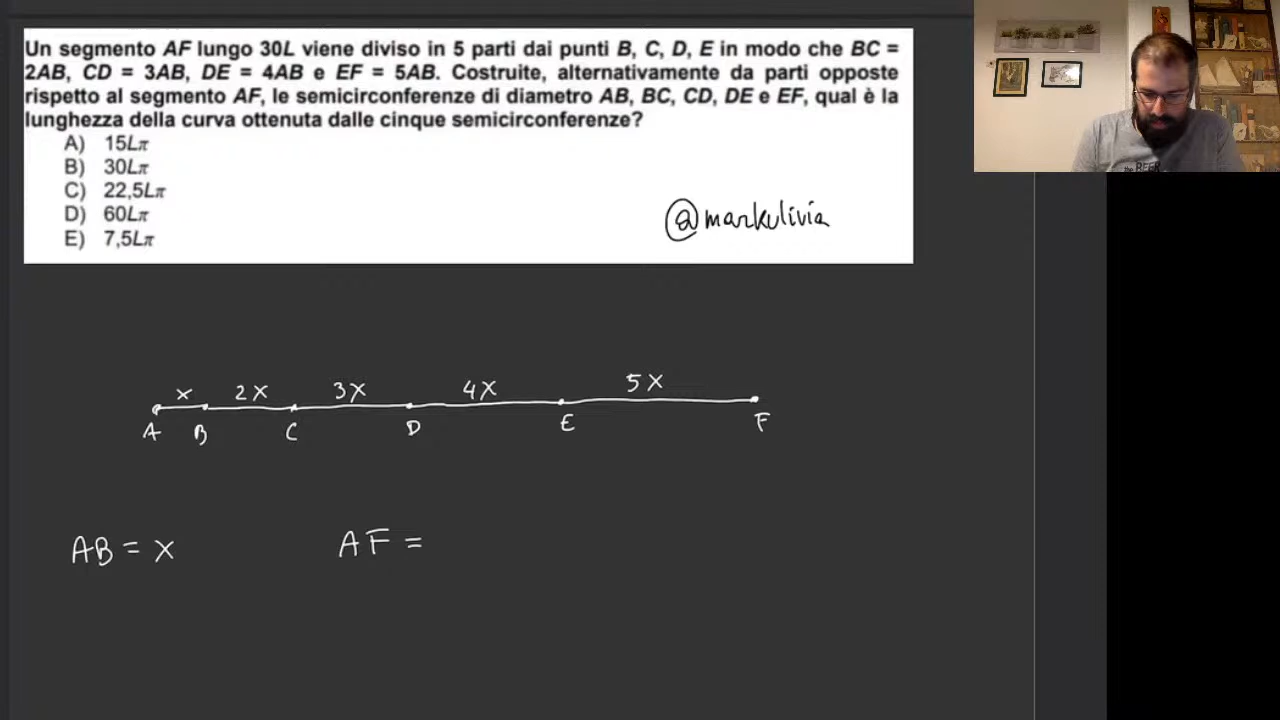 Un segmento AF lungo 30L viene diviso in 5 parti dai punti B, C, D, E in modo che BC =
2AB, CD = 3AB, DE = 4AB e EF = 5AB. Costruite, alternativamente da parti opposte
rispetto al segmento AF, le semicirconferenze di diametro AB, BC, CD, DE e EF, qual è la
lunghezza della curva ottenuta dalle cinque semicirconferenze?
A) 15Lπ
B) 30Lπ
C) 22,5Lπ
D) 60Lπ
E) 7,5Lπ
@markulivia
x 2x 3x 4x 5x
A B C D E F
AB = x AF =